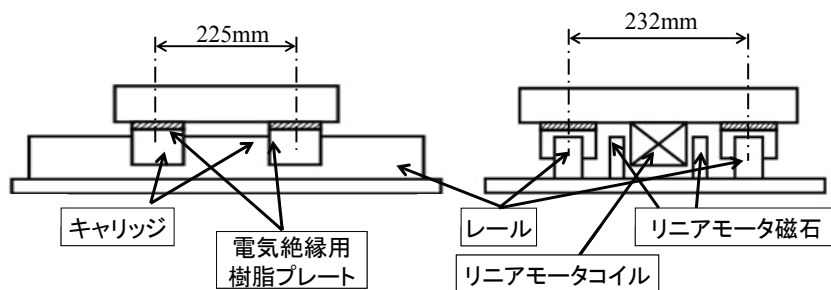 225mm
232mm
キャリッジ
電気絶縁用
樹脂プレート
レール
リニアモータ磁石
リニアモータコイル